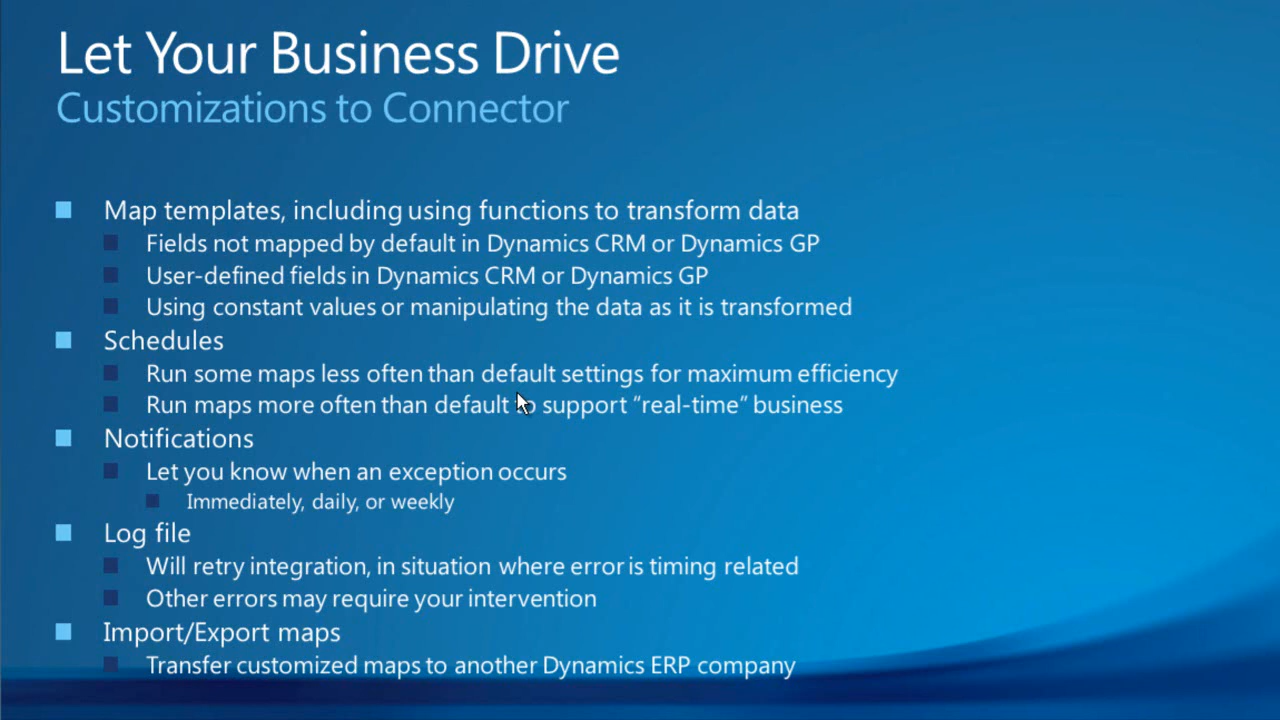 Let Your Business Drive
Customizations to Connector
Map templates, including using functions to transform data
Fields not mapped by default in Dynamics CRM or Dynamics GP
User-defined fields in Dynamics CRM or Dynamics GP
Using constant values or manipulating the data as it is transformed
Schedules
Run some maps less often than default settings for maximum efficiency
Run maps more often than default to support “real-time” business
Notifications
Let you know when an exception occurs
Immediately, daily, or weekly
Log file
Will retry integration, in situation where error is timing related
Other errors may require your intervention
Import/Export maps
Transfer customized maps to another Dynamics ERP company